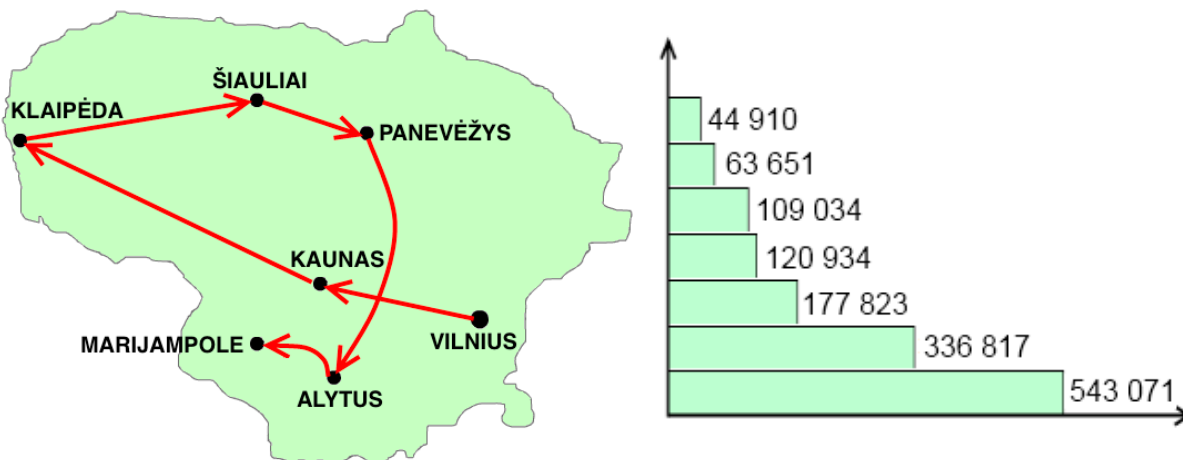 ŠIAULIAI
KLAIPĖDA
PANEVĖŽYS
KAUNAS
MARIJAMPOLE
VILNIUS
ALYTUS
44 910
63 651
109 034
120 934
177 823
336 817
543 071